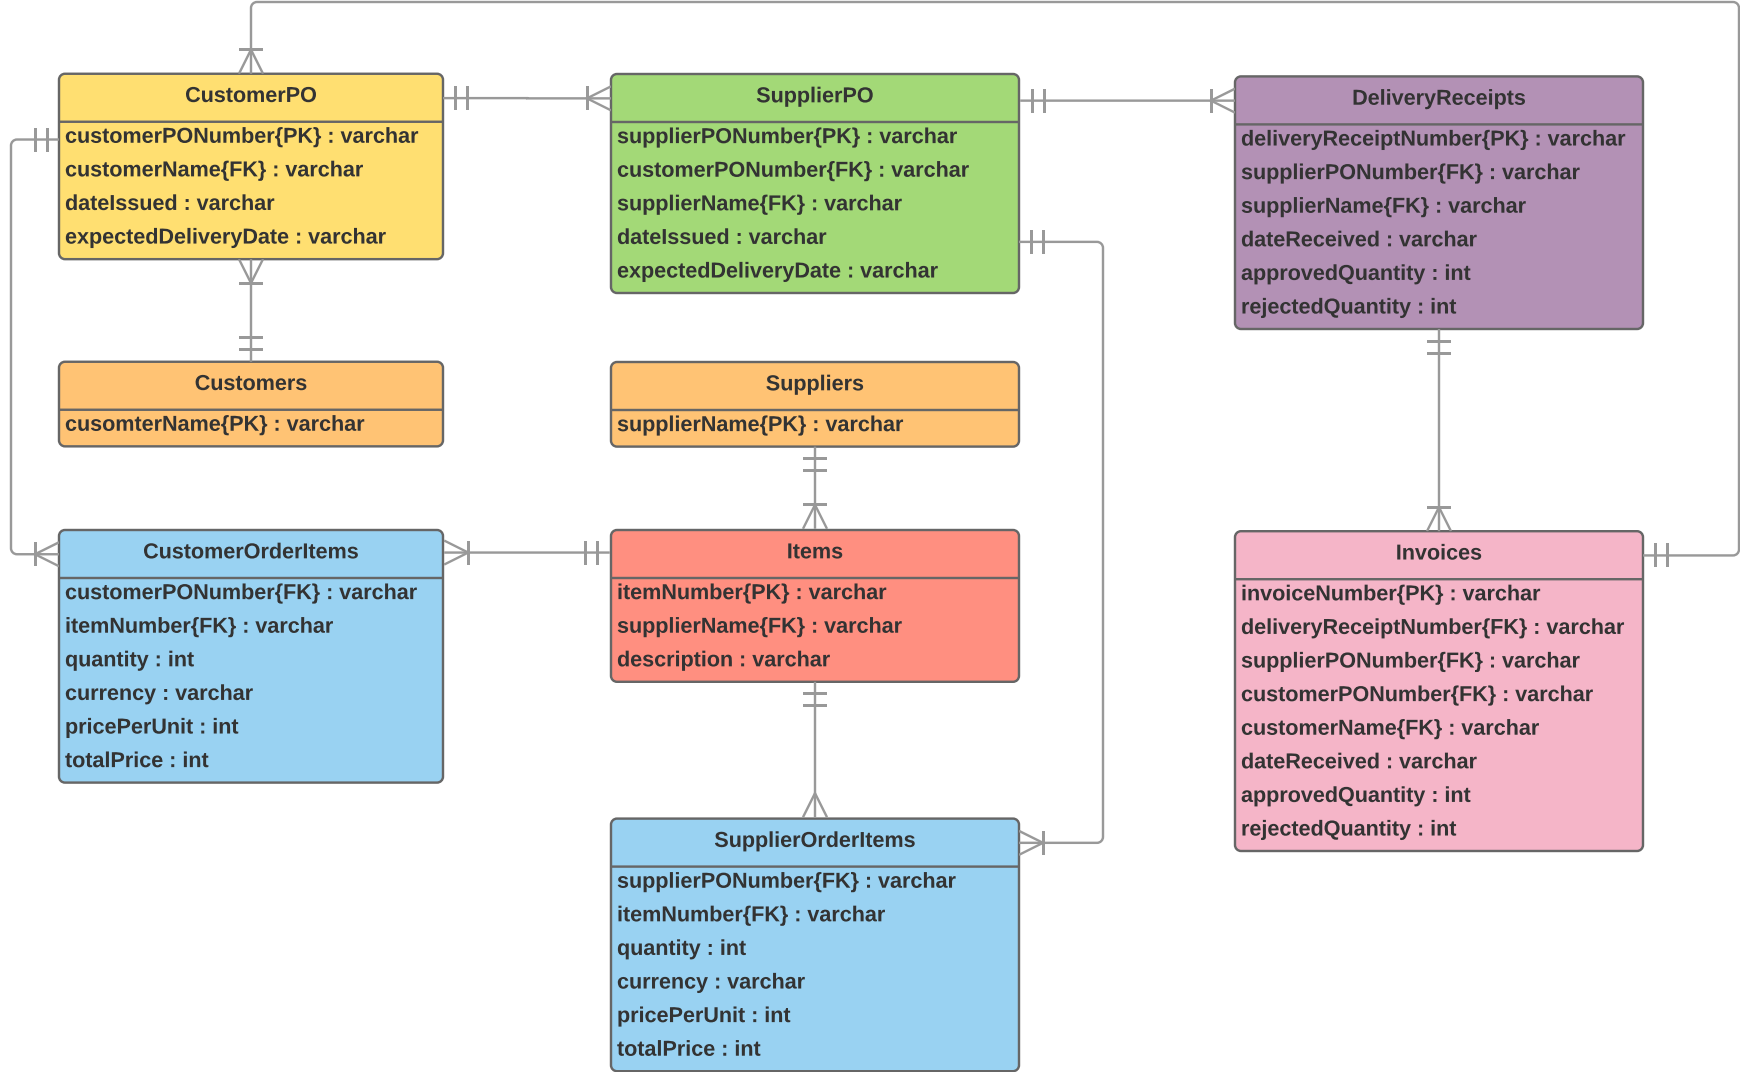 CustomerPO
customerPONumber{PK} : varchar
customerName{FK} : varchar
dateIssued : varchar
expectedDeliveryDate : varchar
SupplierPO
supplierPONumber{PK} : varchar
customerPONumber{FK} : varchar
supplierName{FK} : varchar
dateIssued : varchar
expectedDeliveryDate : varchar
DeliveryReceipts
deliveryReceiptNumber{PK} : varchar
supplierPONumber{FK} : varchar
supplierName{FK} : varchar
dateReceived : varchar
approvedQuantity : int
rejectedQuantity : int
Customers
cusomterName{PK} : varchar
Suppliers
supplierName{PK} : varchar
CustomerOrderItems
customerPONumber{FK} : varchar
itemNumber{FK} : varchar
quantity : int
currency : varchar
pricePerUnit : int
totalPrice : int
Items
itemNumber{PK} : varchar
supplierName{FK} : varchar
description : varchar
Invoices
invoiceNumber{PK} : varchar
deliveryReceiptNumber{FK} : varchar
supplierPONumber{FK} : varchar
customerPONumber{FK} : varchar
customerName{FK} : varchar
dateReceived : varchar
approvedQuantity : int
rejectedQuantity : int
SupplierOrderItems
supplierPONumber{FK} : varchar
itemNumber{FK} : varchar
quantity : int
currency : varchar
pricePerUnit : int
totalPrice : int